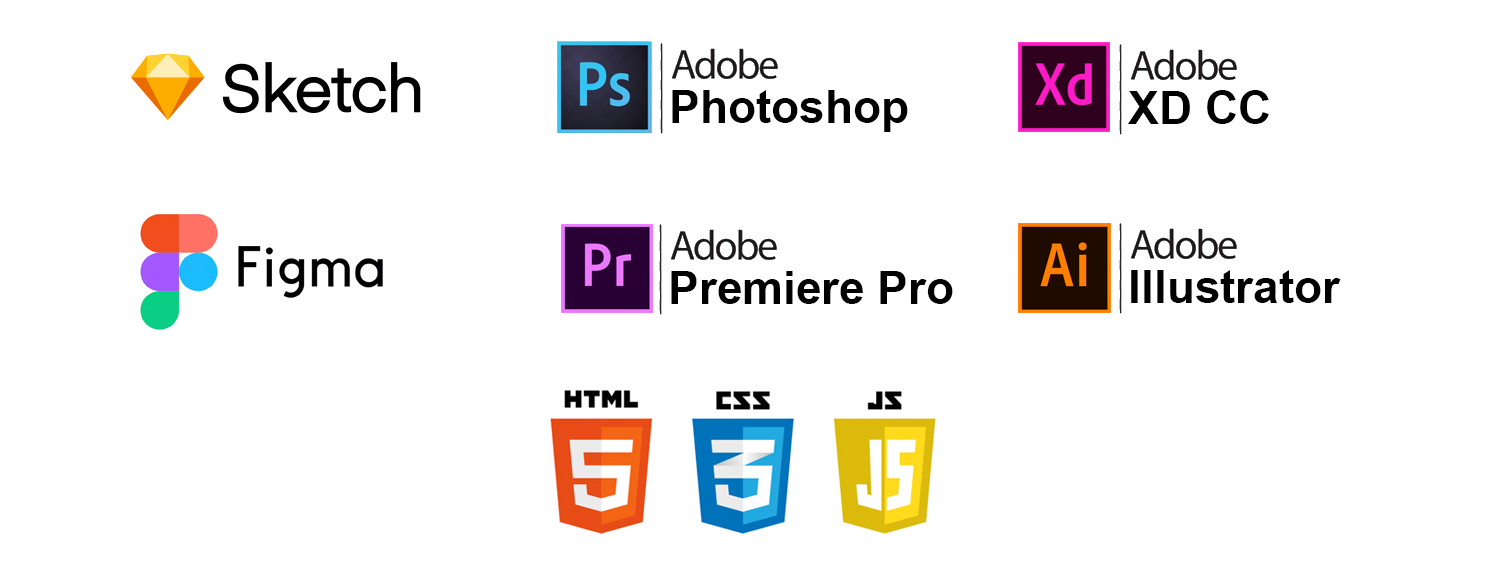 Sketch
Ps
Adobe
Photoshop
Xd
Adobe
XD CC
Figma
Pr
Adobe
Premiere Pro
Ai
Adobe
Illustrator
HTML
5
CSS
3
JS
JS